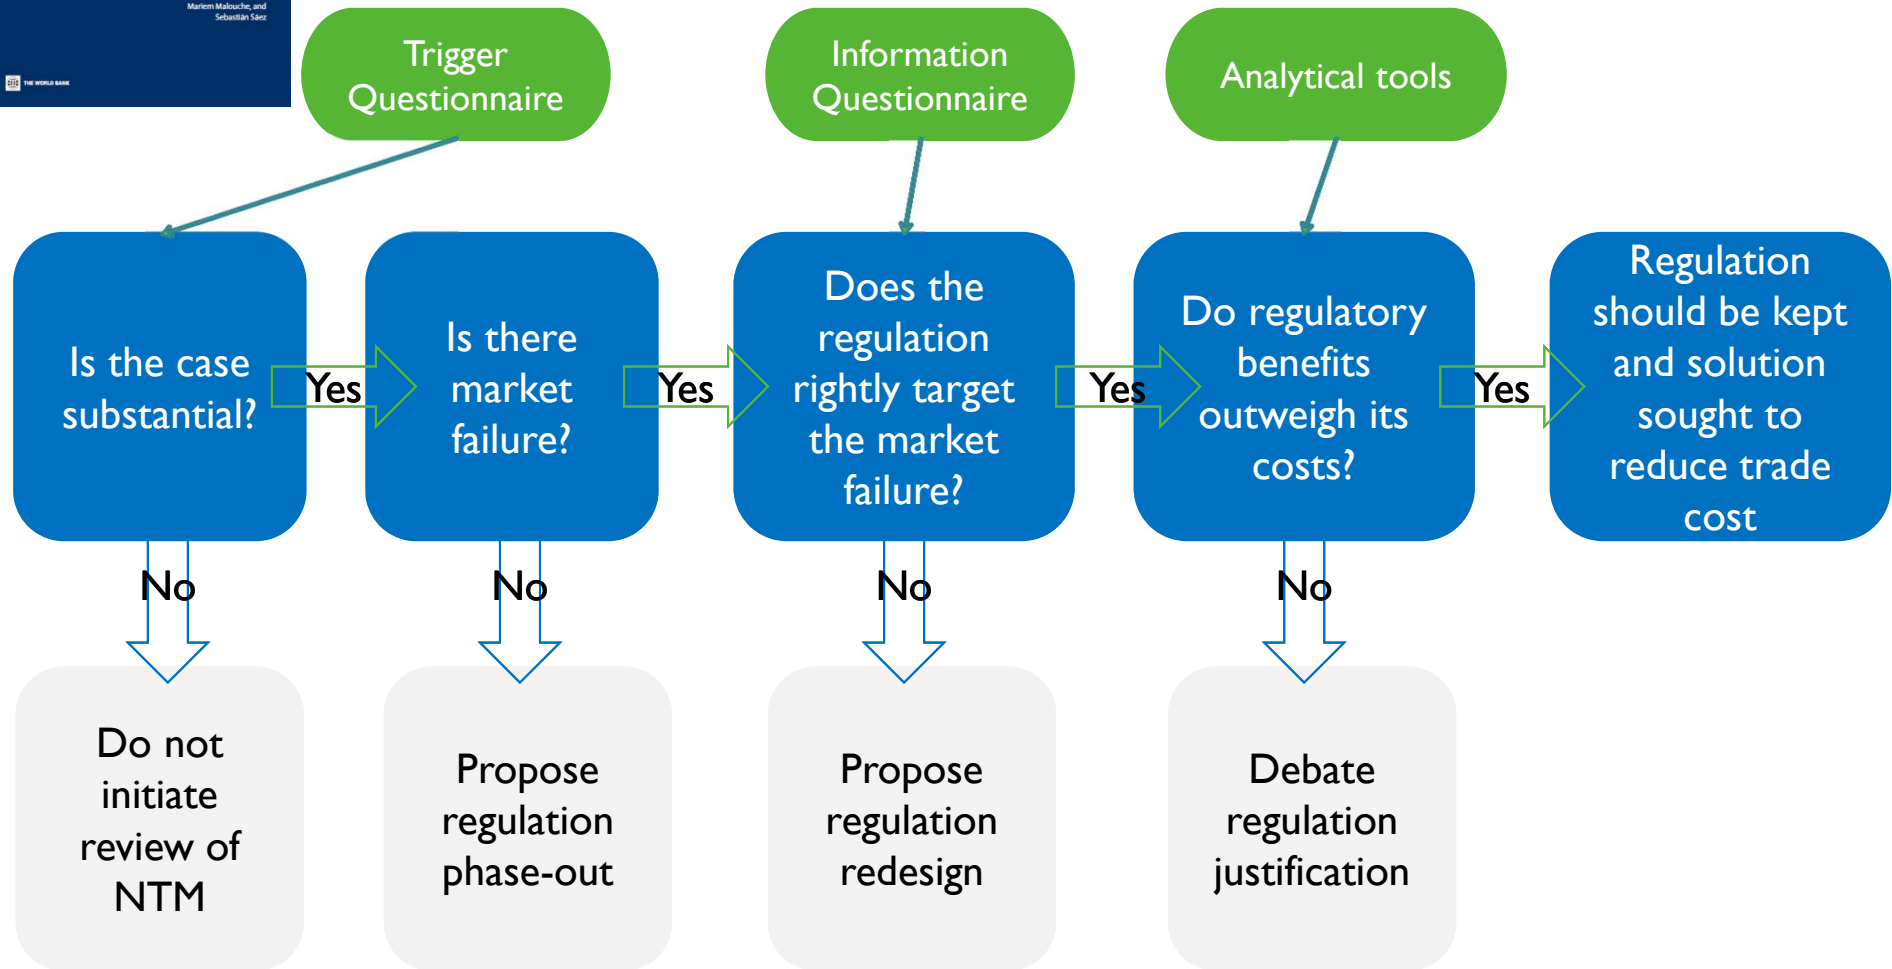 Mariem Malouche, and
Sebastián Sáez
THE WORLD BANK
Trigger
Questionnaire
Information
Questionnaire
Analytical tools
Is the case
substantial?
Yes
Is there
market
failure?
Yes
Does the
regulation
rightly target
the market
failure?
Yes
Do regulatory
benefits
outweigh its
costs?
Yes
Regulation
should be kept
and solution
sought to
reduce trade
cost
No
No
No
No
Do not
initiate
review of
NTM
Propose
regulation
phase-out
Propose
regulation
redesign
Debate
regulation
justification